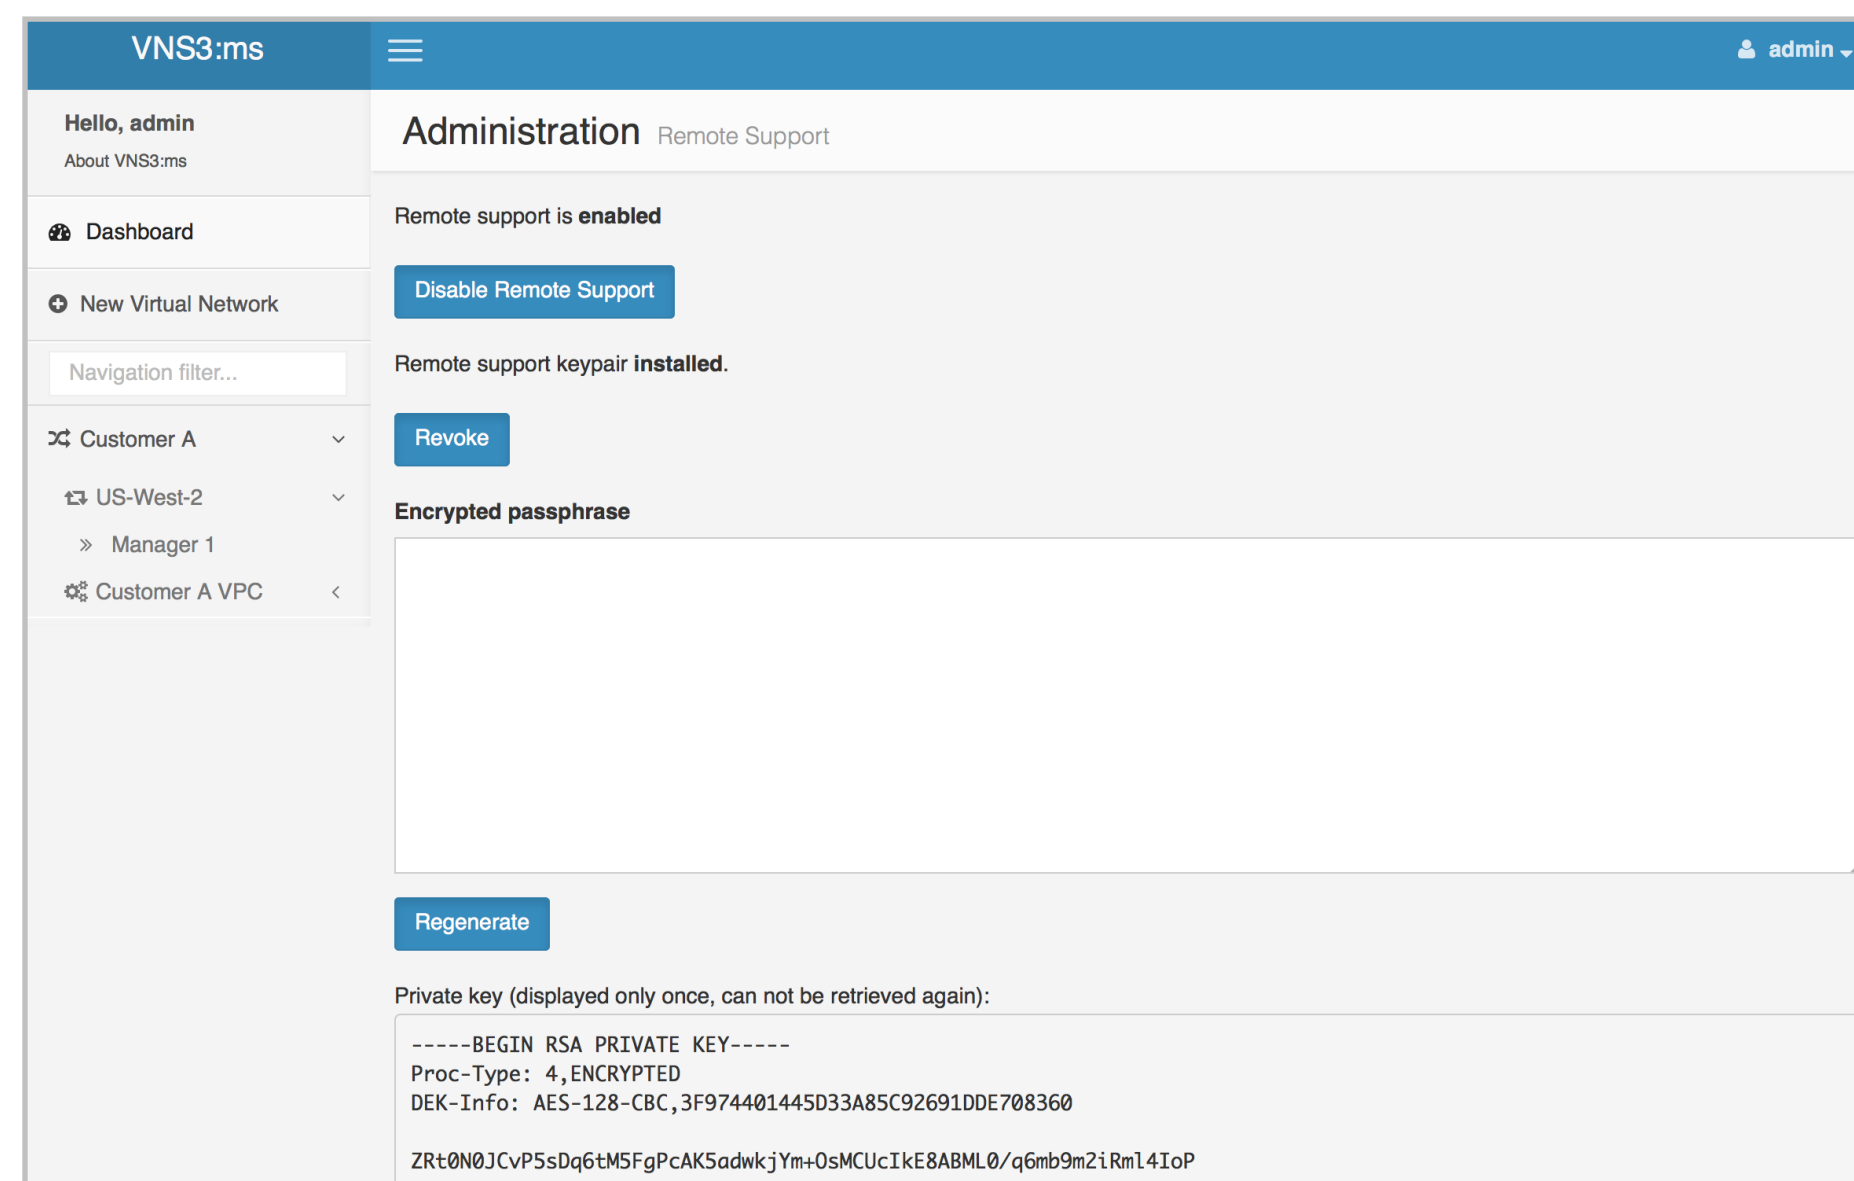 VNS3:ms
admin
Hello, admin
About VNS3:ms
Dashboard
New Virtual Network
Navigation filter...
Customer A
US-West-2
Manager 1
Customer A VPC
Administration Remote Support
Remote support is enabled
Disable Remote Support
Remote support keypair installed.
Revoke
Encrypted passphrase
Regenerate
Private key (displayed only once, can not be retrieved again):
-----BEGIN RSA PRIVATE KEY-----
Proc-Type: 4,ENCRYPTED
DEK-Info: AES-128-CBC,3F974401445D33A85C92691DDE708360
ZRt0N0JCvP5sDq6tM5FgPcAK5adwkjYm+OsMCUcIkE8ABML0/q6mb9m2iRml4IoP